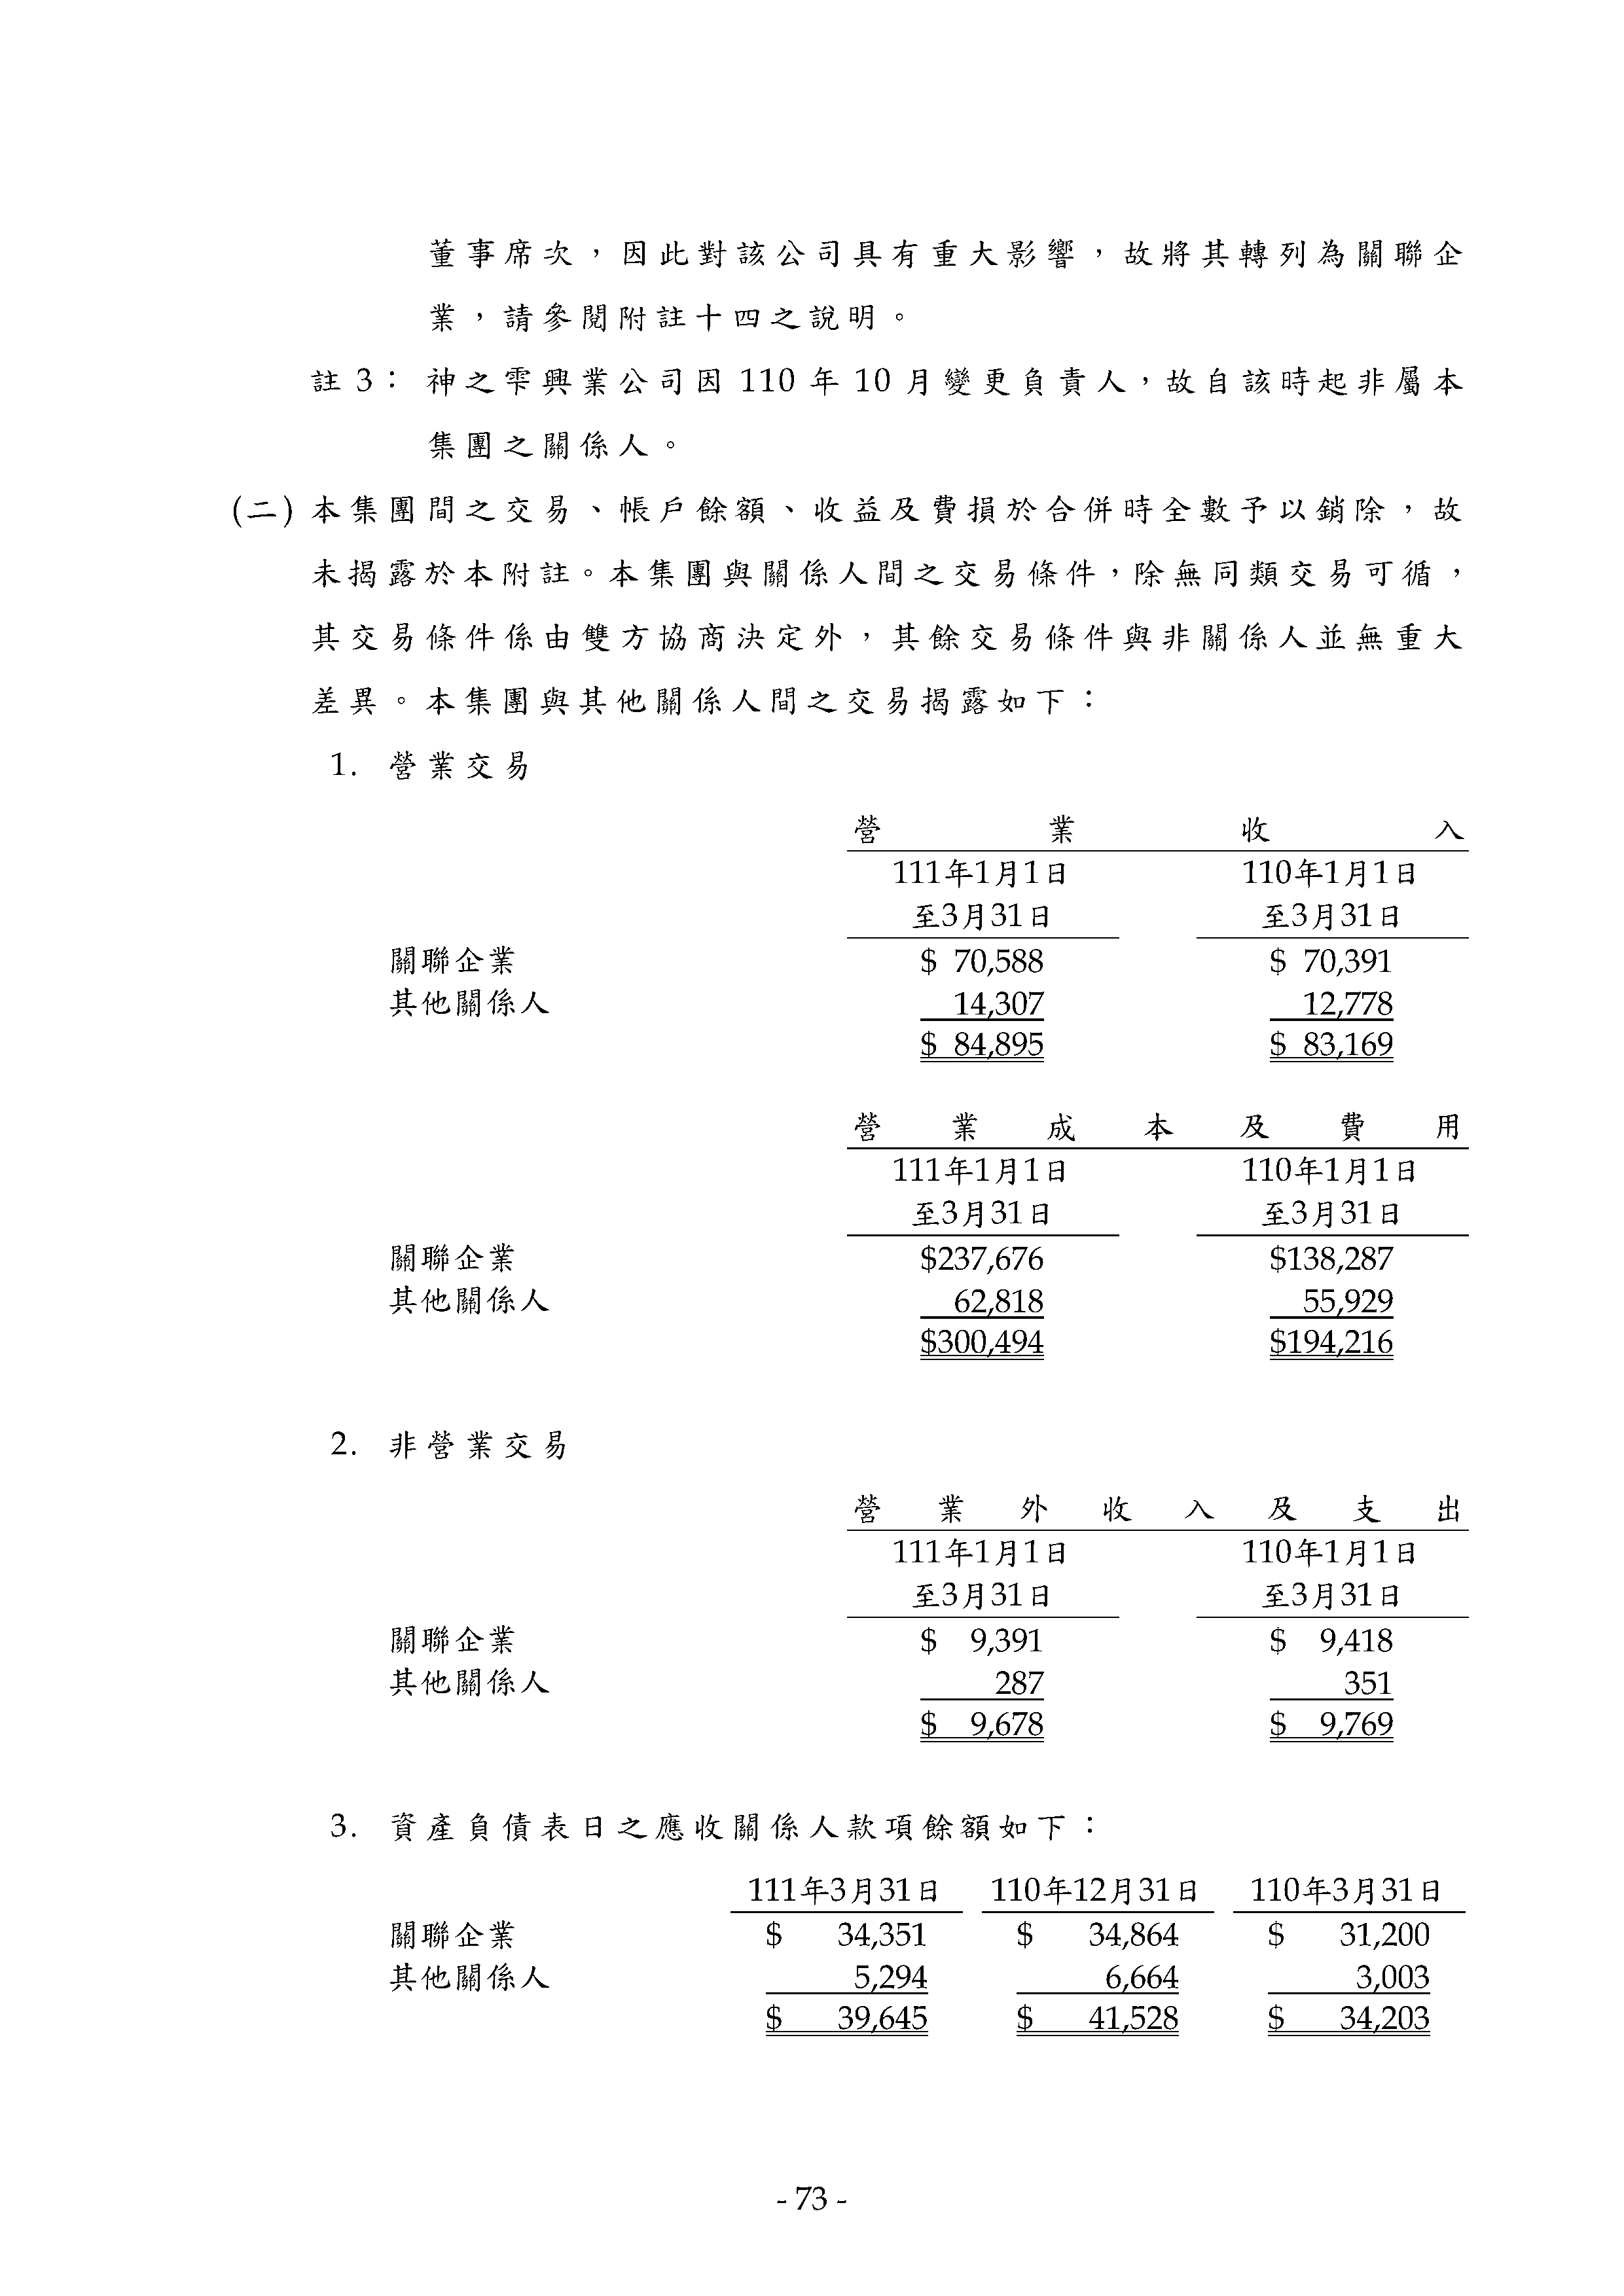 董事席次，因此對該公司具有重大影響，故將其轉列為關聯企
業，請參閱附註十四之說明。
註 3： 神之雫興業公司因 110 年 10 月變更負責人，故自該時起非屬本
集團之關係人。
(二) 本集團間之交易、帳戶餘額、收益及費損於合併時全數予以銷除，故
未揭露於本附註。本集團與關係人間之交易條件，除無同類交易可循，
其交易條件係由雙方協商決定外，其餘交易條件與非關係人並無重大
差異。本集團與其他關係人間之交易揭露如下：
1. 營業交易
營業收入
111年1月1日 110年1月1日
至3月31日 至3月31日
關聯企業 $ 70,588 $ 70,391
其他關係人 14,307 12,778
$ 84,895 $ 83,169
營業成本及費用
111年1月1日 110年1月1日
至3月31日 至3月31日
關聯企業 $237,676 $138,287
其他關係人 62,818 55,929
$300,494 $194,216
2. 非營業交易
營業外收入及支出
111年1月1日 110年1月1日
至3月31日 至3月31日
關聯企業 $ 9,391 $ 9,418
其他關係人 287 351
$ 9,678 $ 9,769
3. 資產負債表日之應收關係人款項餘額如下：
111年3月31日 110年12月31日 110年3月31日
關聯企業 $ 34,351 $ 34,864 $ 31,200
其他關係人 5,294 6,664 3,003
$ 39,645 $ 41,528 $ 34,203
- 73 -